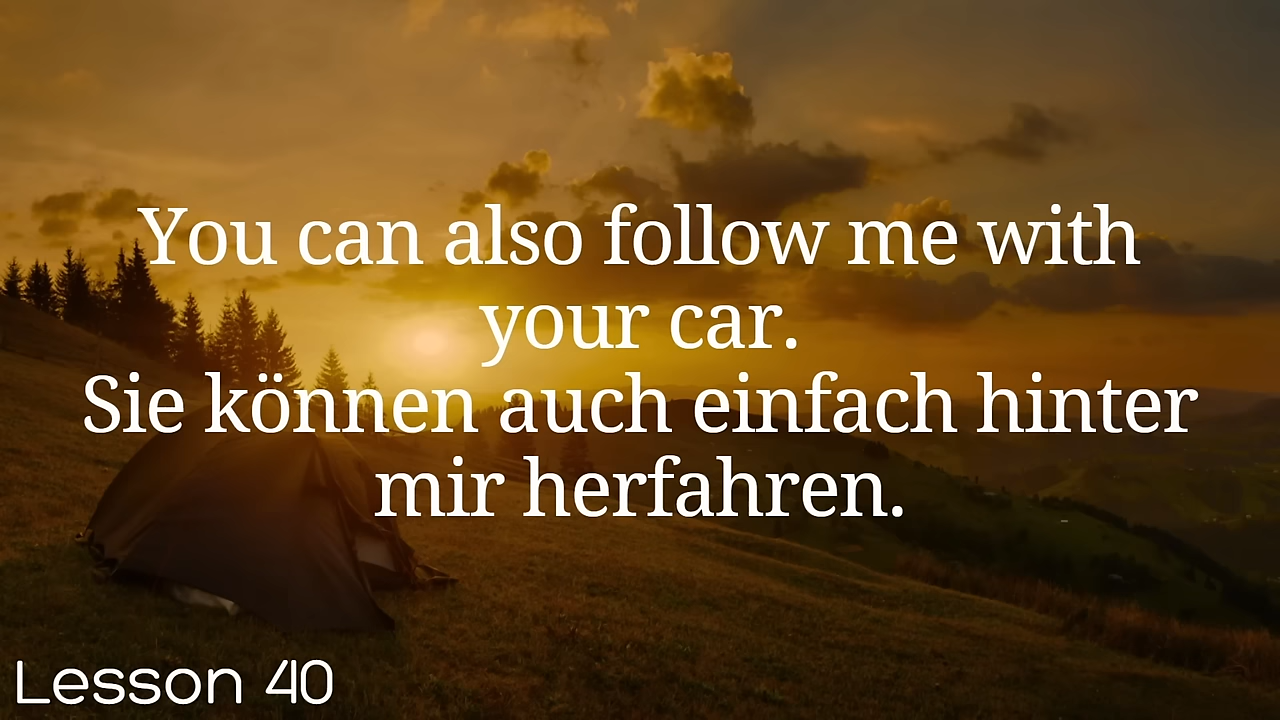 You can also follow me with
your car.
Sie können auch einfach hinter
mir herfahren.
Lesson 40